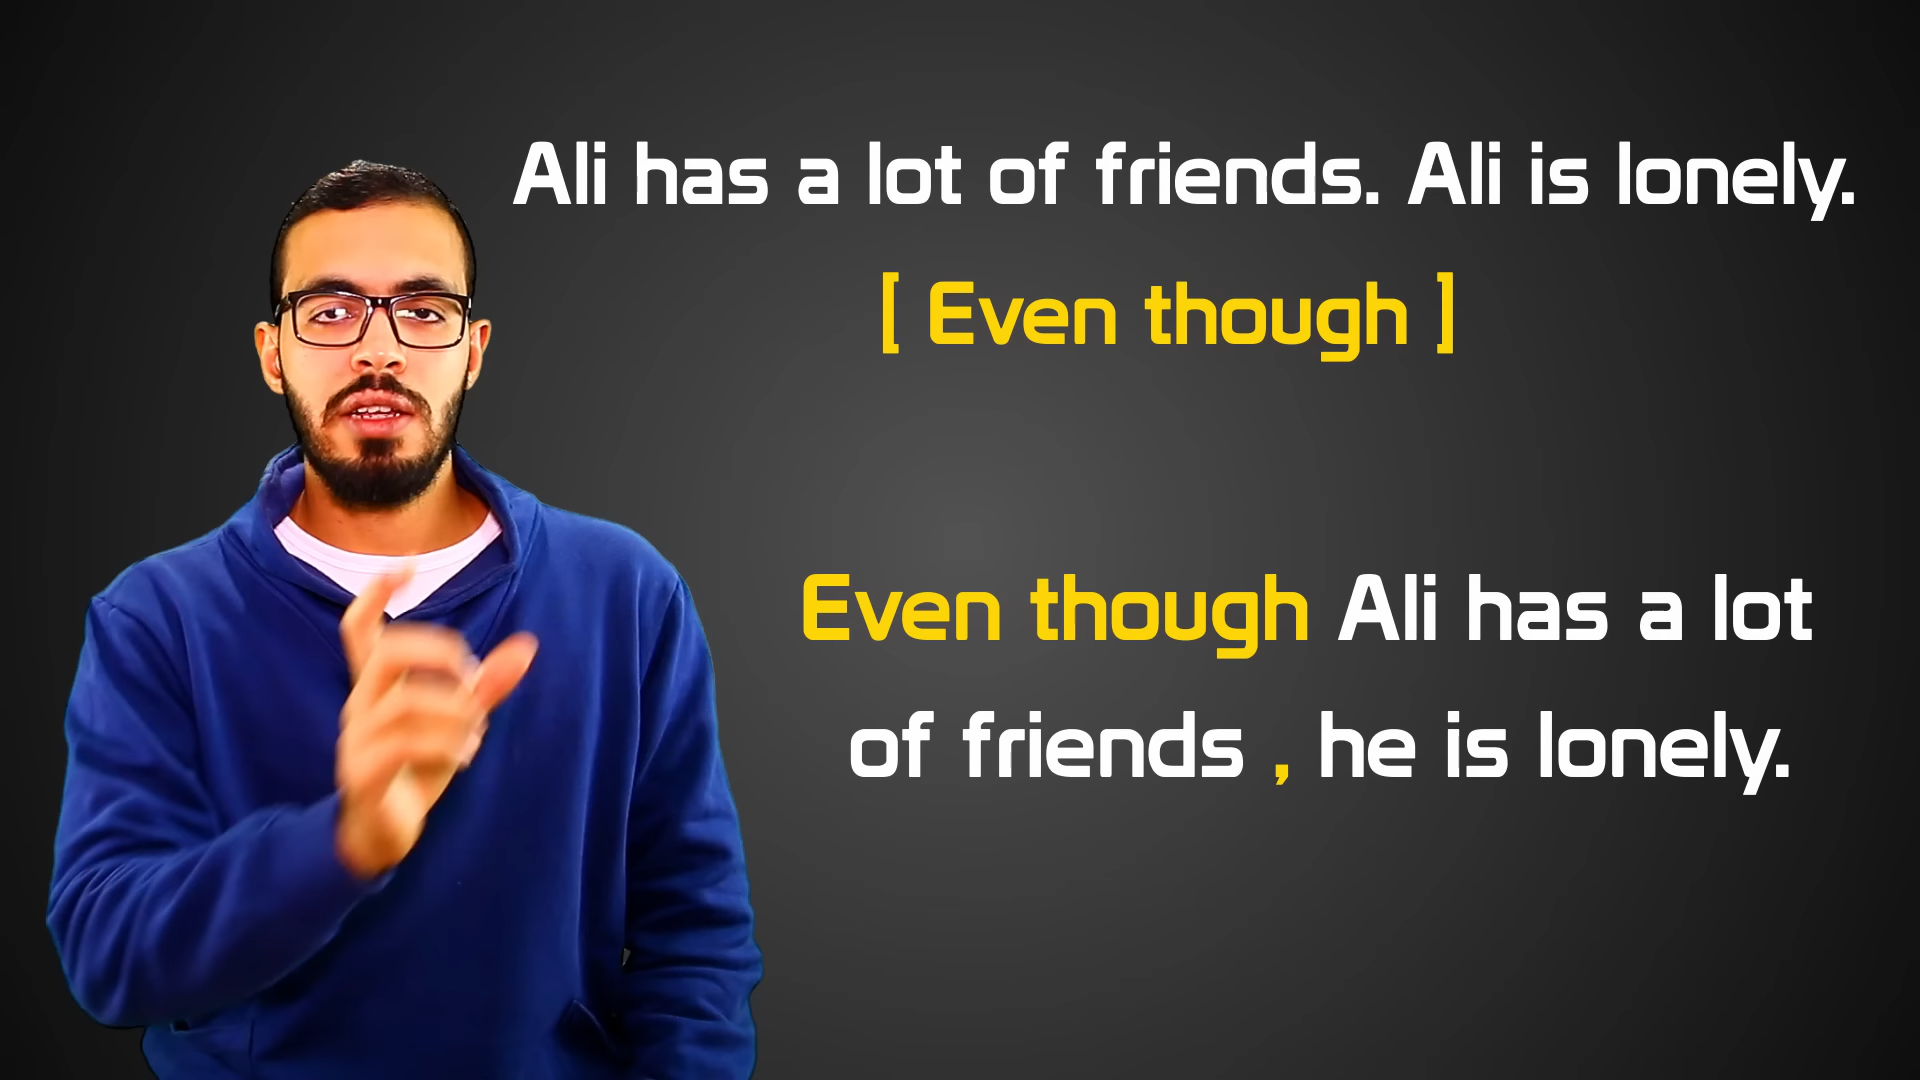 Ali has a lot of friends. Ali is lonely.
[ Even though ]
Even though Ali has a lot
of friends , he is lonely.